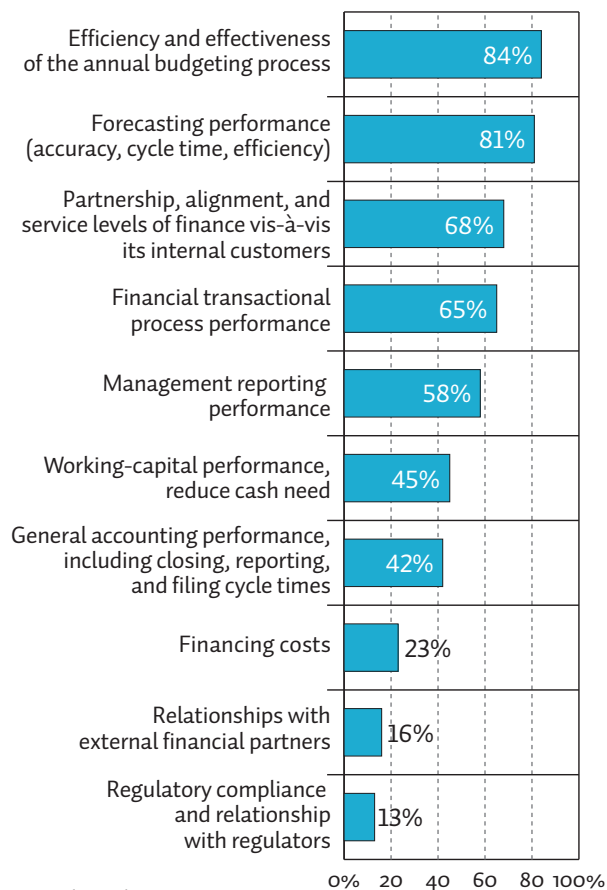 Efficiency and effectiveness
of the annual budgeting process
84%
Forecasting performance
(accuracy, cycle time, efficiency)
81%
Partnership, alignment, and
service levels of finance vis-à-vis
its internal customers
68%
Financial transactional
process performance
65%
Management reporting
performance
58%
Working-capital performance,
reduce cash need
45%
General accounting performance,
including closing, reporting,
and filing cycle times
42%
Financing costs
23%
Relationships with
external financial partners
16%
Regulatory compliance
and relationship
with regulators
13%
0% 20 40 60 80 100%